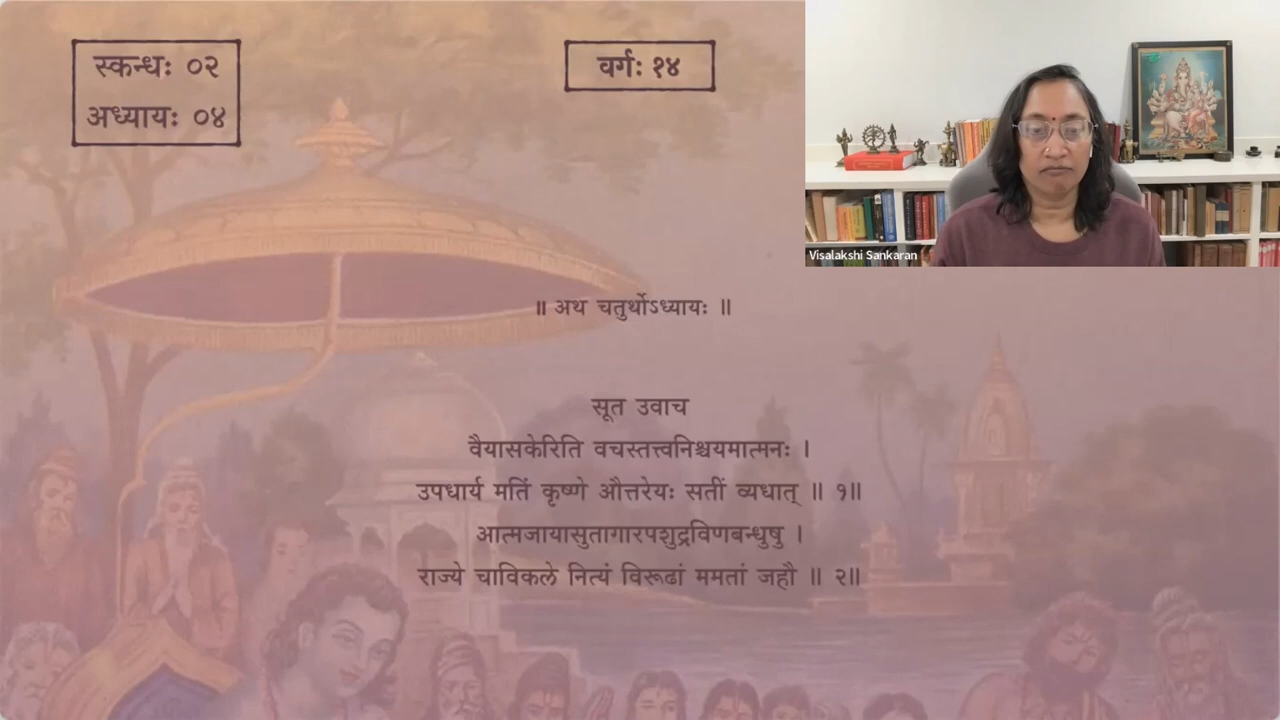 स्कन्धः ०२
अध्यायः ०४
वर्गः १४
Visalakshi Sankaran
॥ अथ चतुर्थोऽध्यायः ॥
सूत उवाच
वैयासकेरिति वचस्तत्त्वनिश्चयमात्मनः ।
उपधार्य मतिं कृष्णे औत्तरेयः सतीं व्यधात् ॥ १॥
आत्मजायासुतागारपशुद्रविणबन्धुषु ।
राज्ये चाविकले नित्यं विरूढां ममतां जहौ ॥ २॥